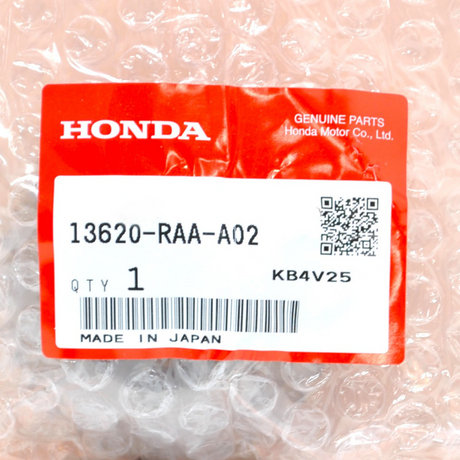 HONDA
GENUINE PARTS
Honda Motor Co., Ltd.
13620-RAA-A02
KB4V25
QTY 1
MADE IN JAPAN